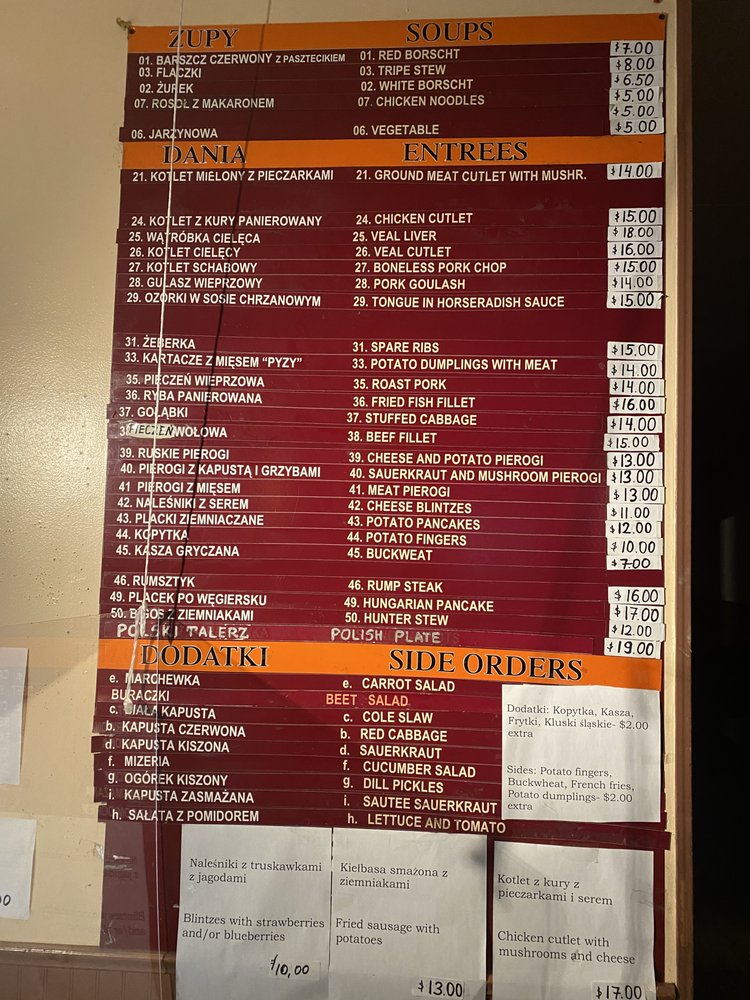 ZUPY SOUPS
01. BARSZCZ CZERWONY Z PASZTECIKIEM 01. RED BORSCHT $7.00
03. FLACZKI 03. TRIPE STEW $8.00
02. ŻUREK 02. WHITE BORSCHT $6.50
07. ROSOŁ Z MAKARONEM 07. CHICKEN NOODLES $5.00
$5.00
06. JARZYNOWA 06. VEGETABLE $5.00
DANIA ENTREES
21. KOTLET MIELONY Z PIECZARKAMI 21. GROUND MEAT CUTLET WITH MUSHR. $14.00
24. KOTLET Z KURY PANIEROWANY 24. CHICKEN CUTLET $15.00
25. WĄTRÓBKA CIELĘCA 25. VEAL LIVER $18.00
26. KOTLET CIELĘCY 26. VEAL CUTLET $16.00
27. KOTLET SCHABOWY 27. BONELESS PORK CHOP $15.00
28. GULASZ WIEPRZOWY 28. PORK GOULASH $14.00
29. OZORKI W SOSIE CHRZANOWYM 29. TONGUE IN HORSERADISH SAUCE $15.00
31. ŻEBERKA 31. SPARE RIBS $15.00
33. KARTACZE Z MIĘSEM "PYZY" 33. POTATO DUMPLINGS WITH MEAT $14.00
35. PIECZEŃ WIEPRZOWA 35. ROAST PORK $14.00
36. RYBA PANIEROWANA 36. FRIED FISH FILLET $16.00
37. GOŁĄBKI 37. STUFFED CABBAGE $14.00
PIECZEŃ WOŁOWA 38. BEEF FILLET $15.00
39. RUSKIE PIEROGI 39. CHEESE AND POTATO PIEROGI $13.00
40. PIEROGI Z KAPUSTĄ I GRZYBAMI 40. SAUERKRAUT AND MUSHROOM PIEROGI $13.00
41 PIEROGI Z MIĘSEM 41. MEAT PIEROGI $13.00
42. NALEŚNIKI Z SEREM 42. CHEESE BLINTZES $11.00
43. PLACKI ZIEMNIACZANE 43. POTATO PANCAKES $12.00
44. KOPYTKA 44. POTATO FINGERS $10.00
45. KASZA GRYCZANA 45. BUCKWEAT $7.00
46. RUMSZTYK 46. RUMP STEAK $16.00
49. PLACEK PO WĘGIERSKU 49. HUNGARIAN PANCAKE $17.00
50. BIGOS Z ZIEMNIAKAMI 50. HUNTER STEW $12.00
POLSKI TALERZ POLISH PLATE $19.00
DODATKI SIDE ORDERS
e. MARCHEWKA e. CARROT SALAD
BURACZKI BEET SALAD
c. BIAŁA KAPUSTA c. COLE SLAW
b. KAPUSTA CZERWONA b. RED CABBAGE
d. KAPUSTA KISZONA d. SAUERKRAUT
f. MIZERIA f. CUCUMBER SALAD
g. OGÓREK KISZONY g. DILL PICKLES
i. KAPUSTA ZASMAŻANA i. SAUTEE SAUERKRAUT
h. SAŁATA Z POMIDOREM h. LETTUCE AND TOMATO
Dodatki: Kopytka, Kasza,
Frytki, Kluski śląskie- $2.00
extra
Sides: Potato fingers,
Buckwheat, French fries,
Potato dumplings- $2.00
extra
Naleśniki z truskawkami
z jagodami
Blintzes with strawberries
and/or blueberries
$10,00
Kiełbasa smażona z
ziemniakami
Fried sausage with
potatoes
$13.00
Kotlet z kury z
pieczarkami i serem
Chicken cutlet with
mushrooms and cheese
$17.00